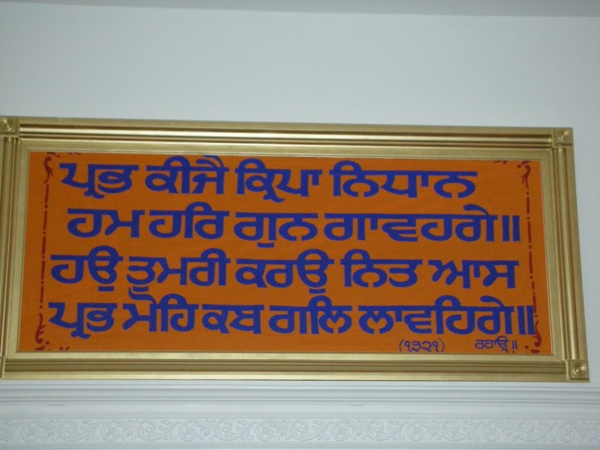 ਪ੍ਰਭ ਕੀਜੈ ਕ੍ਰਿਪਾ ਨਿਧਾਨ
ਹਮ ਹਰਿ ਗੁਨ ਗਾਵਹਗੇ॥
ਹਉ ਤੁਮਰੀ ਕਰਉ ਨਿਤ ਆਸ
ਪ੍ਰਭ ਮੋਹਿ ਕਬ ਗਲਿ ਲਾਵਹਿਗੇ॥
(੧੩੨੧) ਰਹਾਉ॥